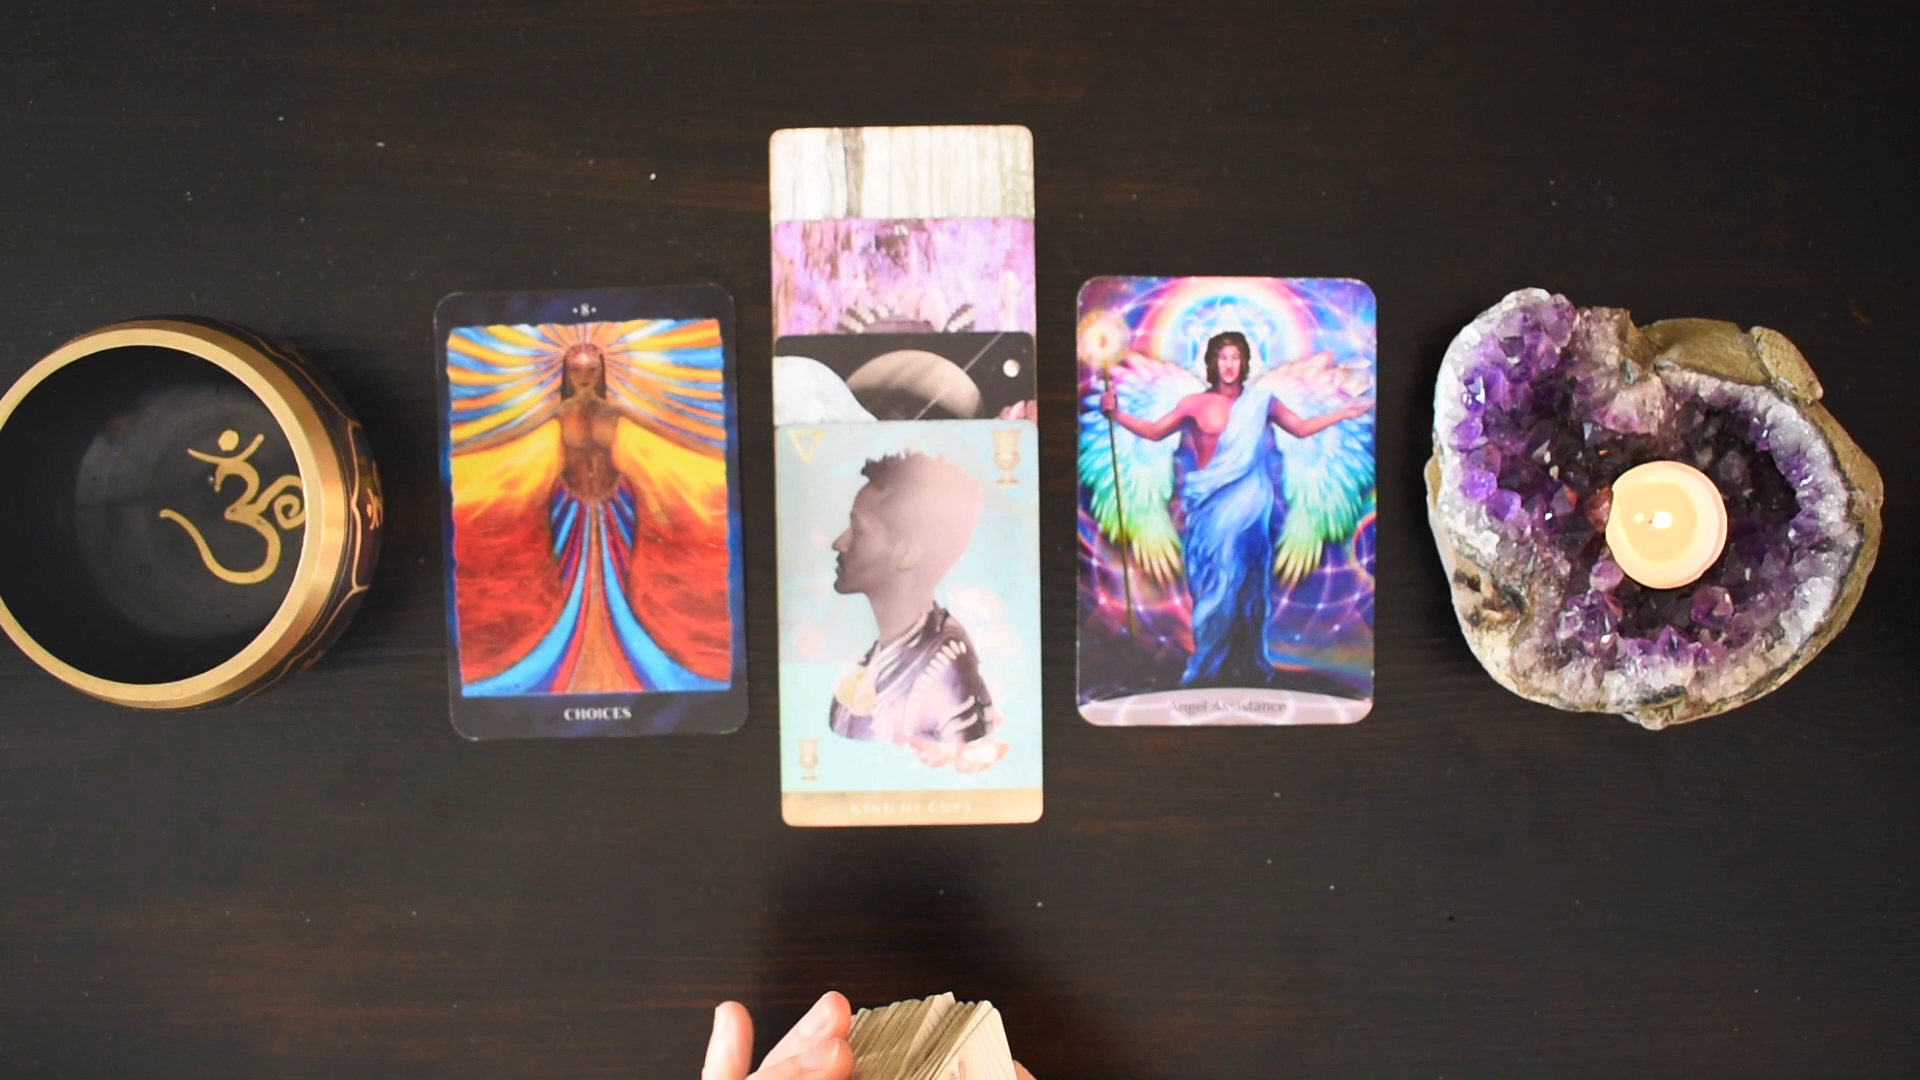 ॐ
·8·
CHOICES
KING OF CUPS
Angel Assistance